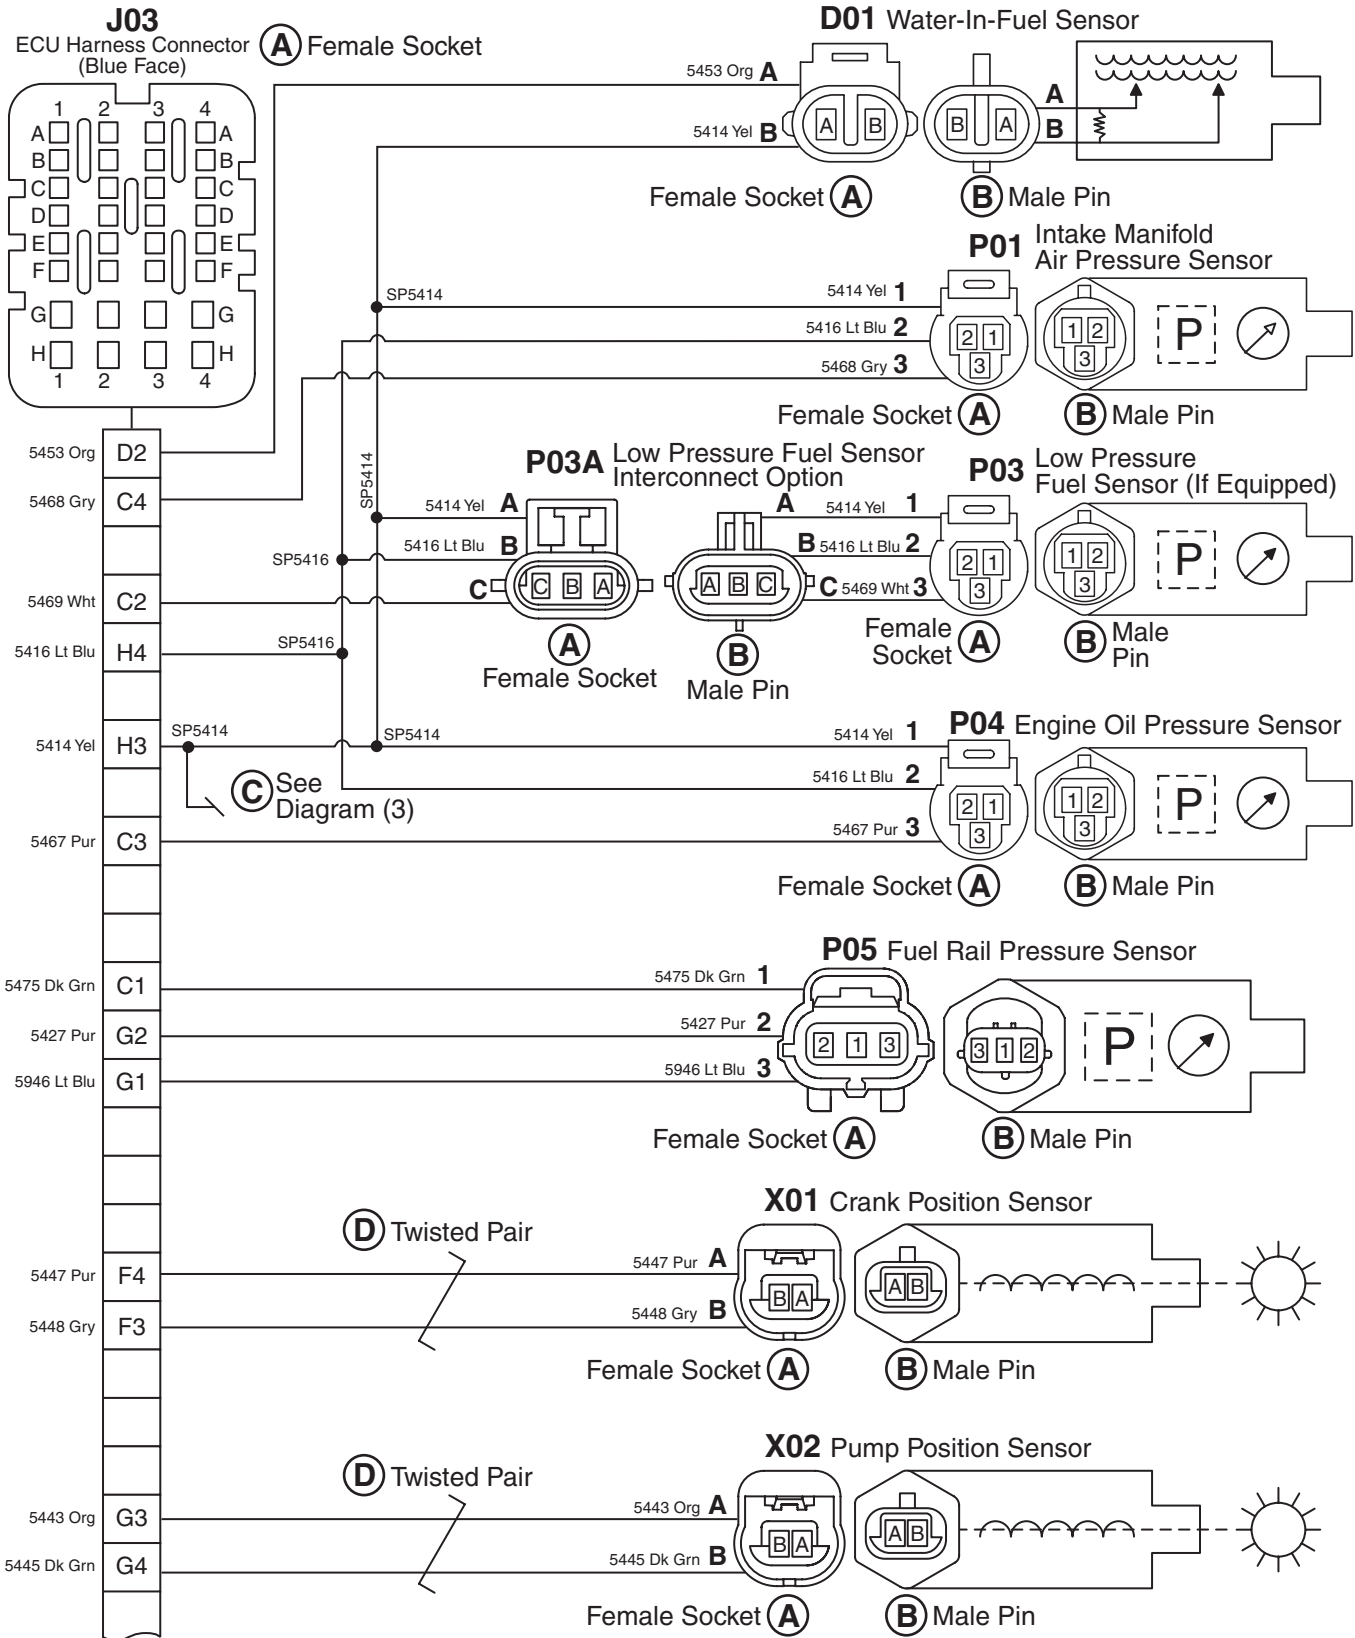 J03
ECU Harness Connector
(Blue Face)
A Female Socket
1 2 3 4
A A
B B
C C
D D
E E
F F
G G
H H
1 2 3 4
D01 Water-In-Fuel Sensor
5453 Org A
5414 Yel B
A B
B A
A
B
Female Socket A
B Male Pin
P01 Intake Manifold
Air Pressure Sensor
SP5414
5414 Yel 1
5416 Lt Blu 2
5468 Gry 3
2 1
3
1 2
3
P
Female Socket A
B Male Pin
5453 Org D2
5468 Gry C4
5469 Wht C2
5416 Lt Blu H4
5414 Yel H3
5467 Pur C3
5475 Dk Grn C1
5427 Pur G2
5946 Lt Blu G1
5447 Pur F4
5448 Gry F3
5443 Org G3
5445 Dk Grn G4
P03A Low Pressure Fuel Sensor
Interconnect Option
SP5414
5414 Yel A
5416 Lt Blu B
C
SP5416
SP5416
C B A
A
Female Socket
A B C
B
Male Pin
P03 Low Pressure
Fuel Sensor (If Equipped)
A 5414 Yel 1
B 5416 Lt Blu 2
C 5469 Wht 3
2 1
3
1 2
3
P
Female
Socket A
B Male
Pin
SP5414
SP5414
C See
Diagram (3)
P04 Engine Oil Pressure Sensor
5414 Yel 1
5416 Lt Blu 2
5467 Pur 3
2 1
3
1 2
3
P
Female Socket A
B Male Pin
P05 Fuel Rail Pressure Sensor
5475 Dk Grn 1
5427 Pur 2
5946 Lt Blu 3
2 1 3
3 1 2
P
Female Socket A
B Male Pin
X01 Crank Position Sensor
D Twisted Pair
5447 Pur A
5448 Gry B
B A
A B
Female Socket A
B Male Pin
X02 Pump Position Sensor
D Twisted Pair
5443 Org A
5445 Dk Grn B
B A
A B
Female Socket A
B Male Pin